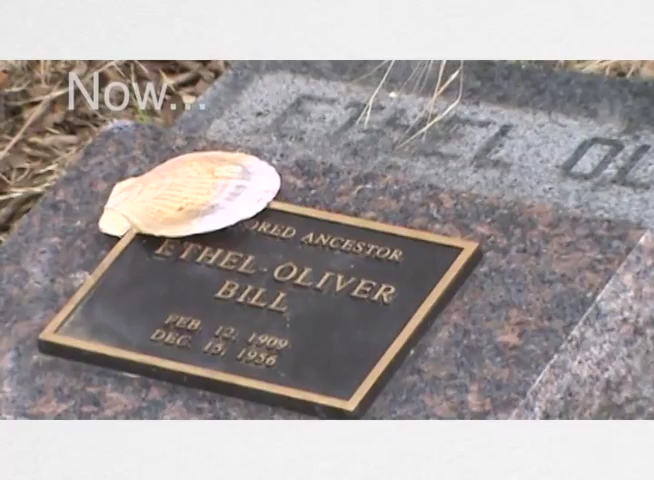 Now...
ETHEL OL
ORED ANCESTOR
ETHEL OLIVER
BILL
FEB. 12, 1909
DEC. 15, 1956